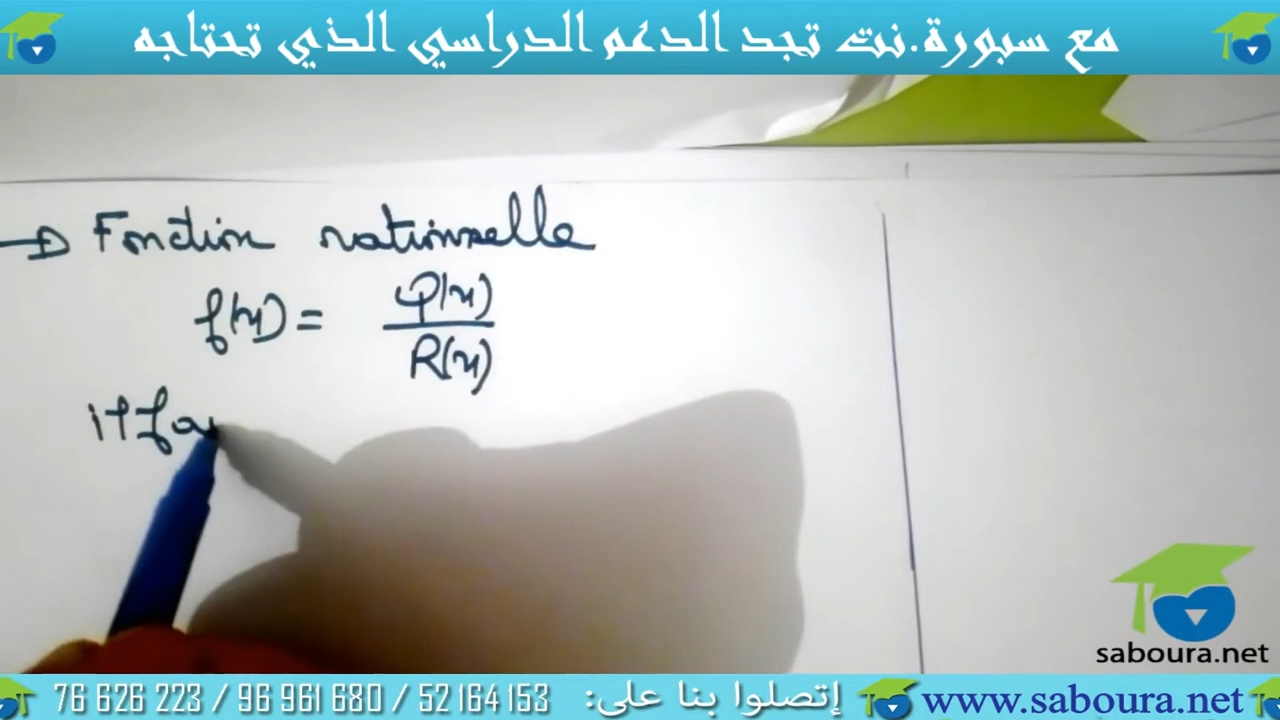 مع سبورة.نت تجد الدعم الدراسي الذي تحتاجه
Fonction rationnelle
f(x) = φ(x) / R(x)
il fau
saboura.net
76 626 223 / 96 961 680 / 52 164 153 إتصلوا بنا على:
www.saboura.net